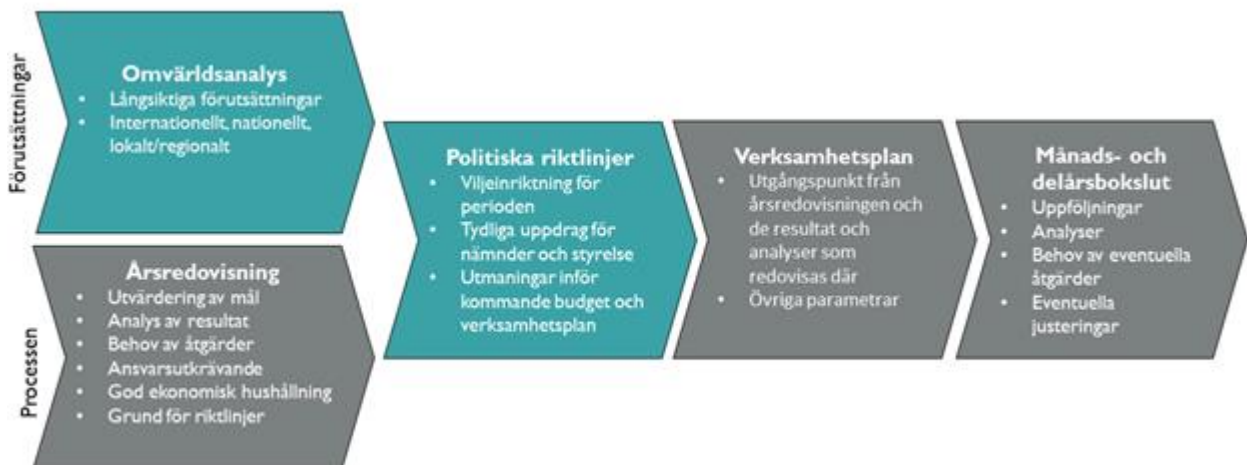 Förutsättningar
Omvärldsanalys
• Långsiktiga förutsättningar
• Internationellt, nationellt,
lokalt/regionalt
Processen
Årsredovisning
• Utvärdering av mål
• Analys av resultat
• Behov av åtgärder
• Ansvarsutkrävande
• God ekonomisk hushållning
• Grund för riktlinjer
Politiska riktlinjer
• Viljeinriktning för
perioden
• Tydliga uppdrag för
nämnder och styrelse
• Utmaningar inför
kommande budget och
verksamhetsplan
Verksamhetsplan
• Utgångspunkt från
årsredovisningen och
de resultat och
analyser som
redovisas där
• Övriga parametrar
Månads- och
delårsbokslut
• Uppföljningar
• Analyser
• Behov av eventuella
åtgärder
• Eventuella
justeringar